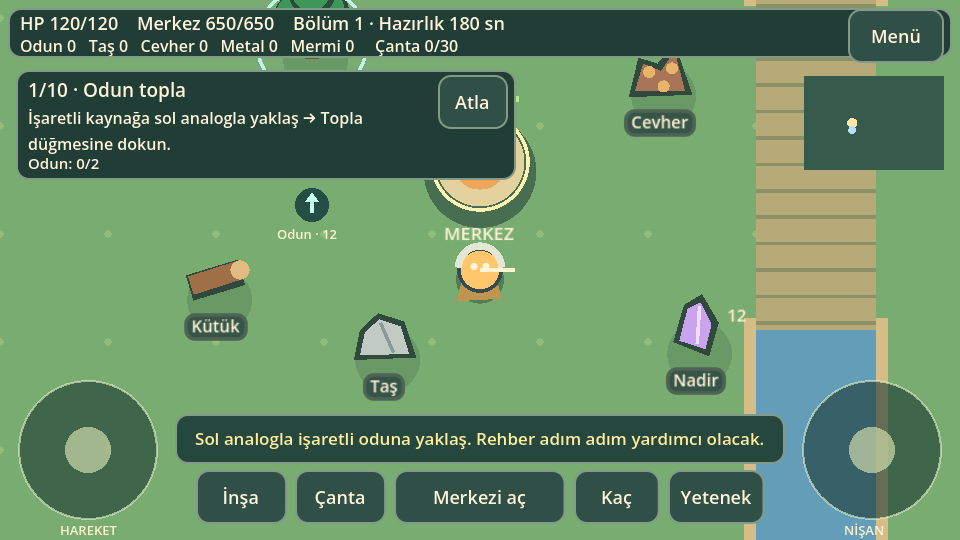 HP 120/120 Merkez 650/650 Bölüm 1 · Hazırlık 180 sn
Odun 0 Taş 0 Cevher 0 Metal 0 Mermi 0 Çanta 0/30
Menü
1/10 · Odun topla
İşaretli kaynağa sol analogla yaklaş → Topla
düğmesine dokun.
Odun: 0/2
Atla
Cevher
Odun · 12
MERKEZ
Kütük
Taş
12
Nadir
Sol analogla işaretli oduna yaklaş. Rehber adım adım yardımcı olacak.
İnşa
Çanta
Merkezi aç
Kaç
Yetenek
HAREKET
NİŞAN